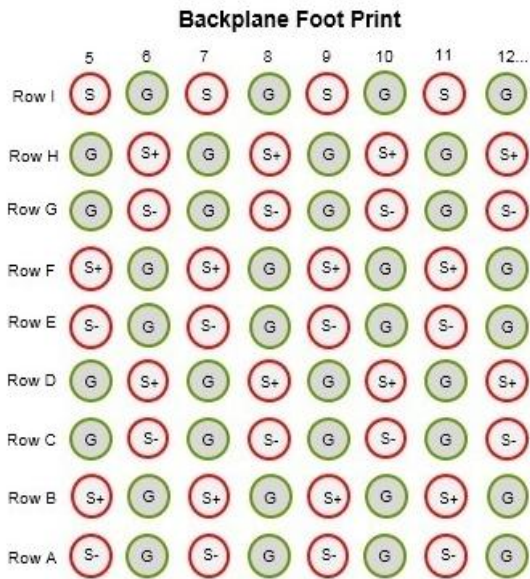 Backplane Foot Print
5 6 7 8 9 10 11 12...
Row I S G S G S G S G
Row H G S+ G S+ G S+ G S+
Row G G S- G S- G S- G S-
Row F S+ G S+ G S+ G S+ G
Row E S- G S- G S- G S- G
Row D G S+ G S+ G S+ G S+
Row C G S- G S- G S- G S-
Row B S+ G S+ G S+ G S+ G
Row A S- G S- G S- G S- G